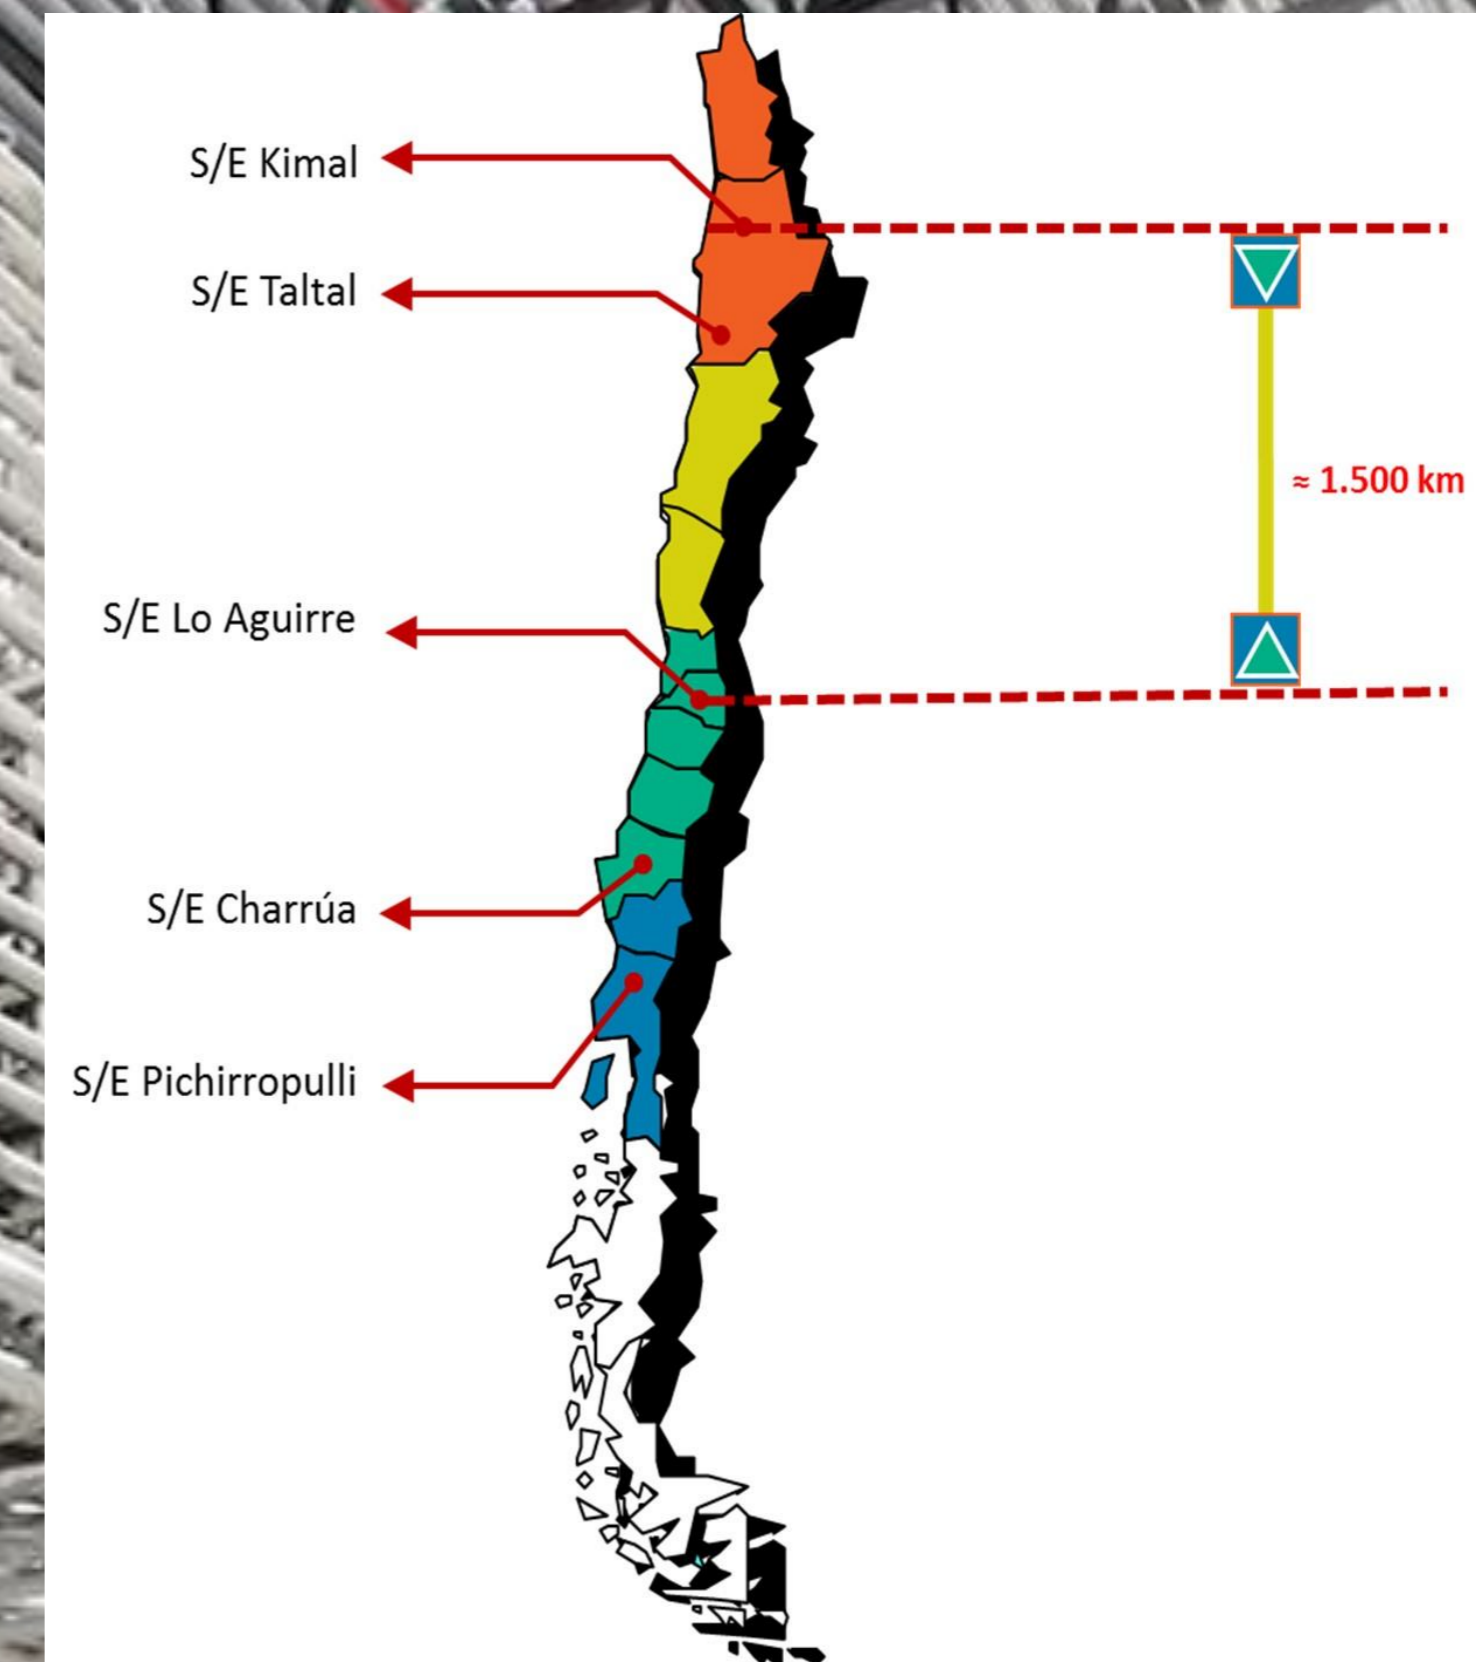 S/E Kimal
S/E Taltal
≈ 1.500 km
S/E Lo Aguirre
S/E Charrúa
S/E Pichirropulli